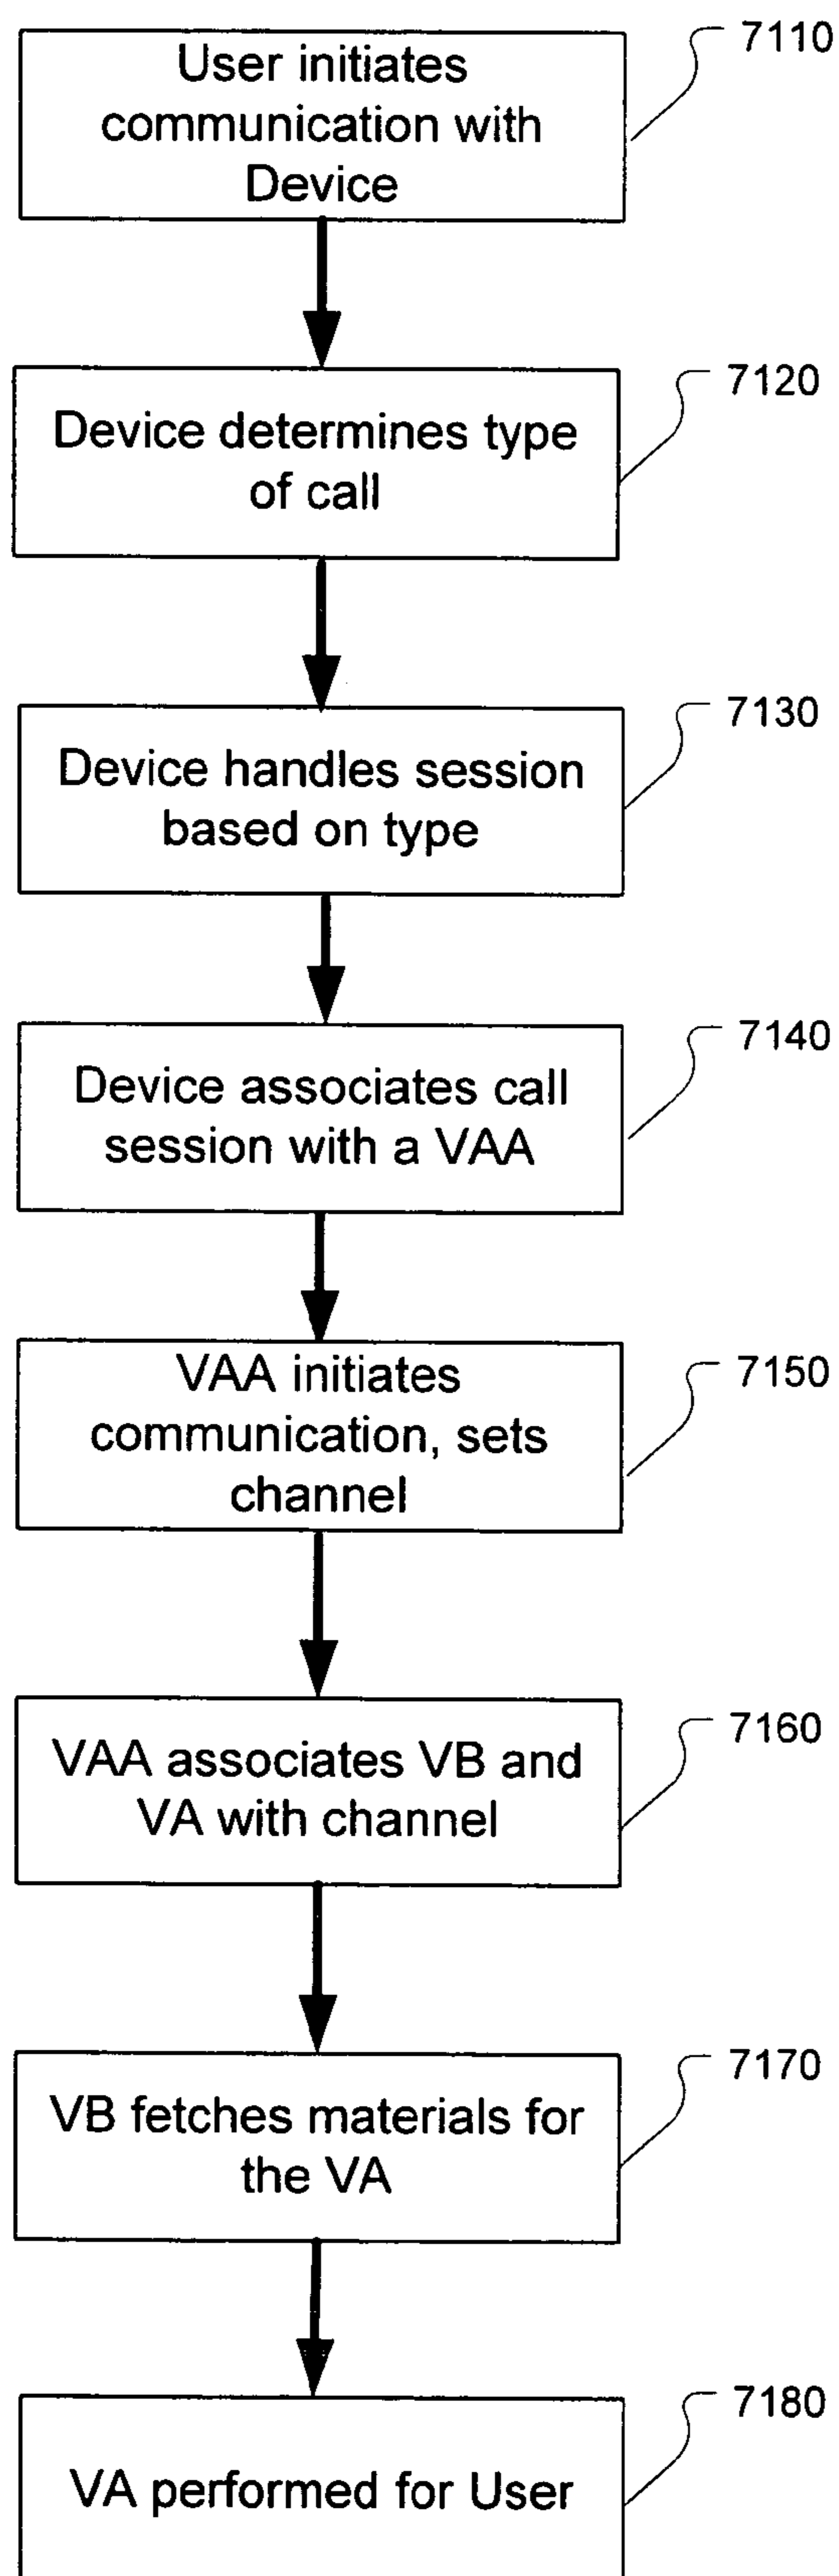 7110
User initiates
communication with
Device
7120
Device determines type
of call
7130
Device handles session
based on type
7140
Device associates call
session with a VAA
7150
VAA initiates
communication, sets
channel
7160
VAA associates VB and
VA with channel
7170
VB fetches materials for
the VA
7180
VA performed for User